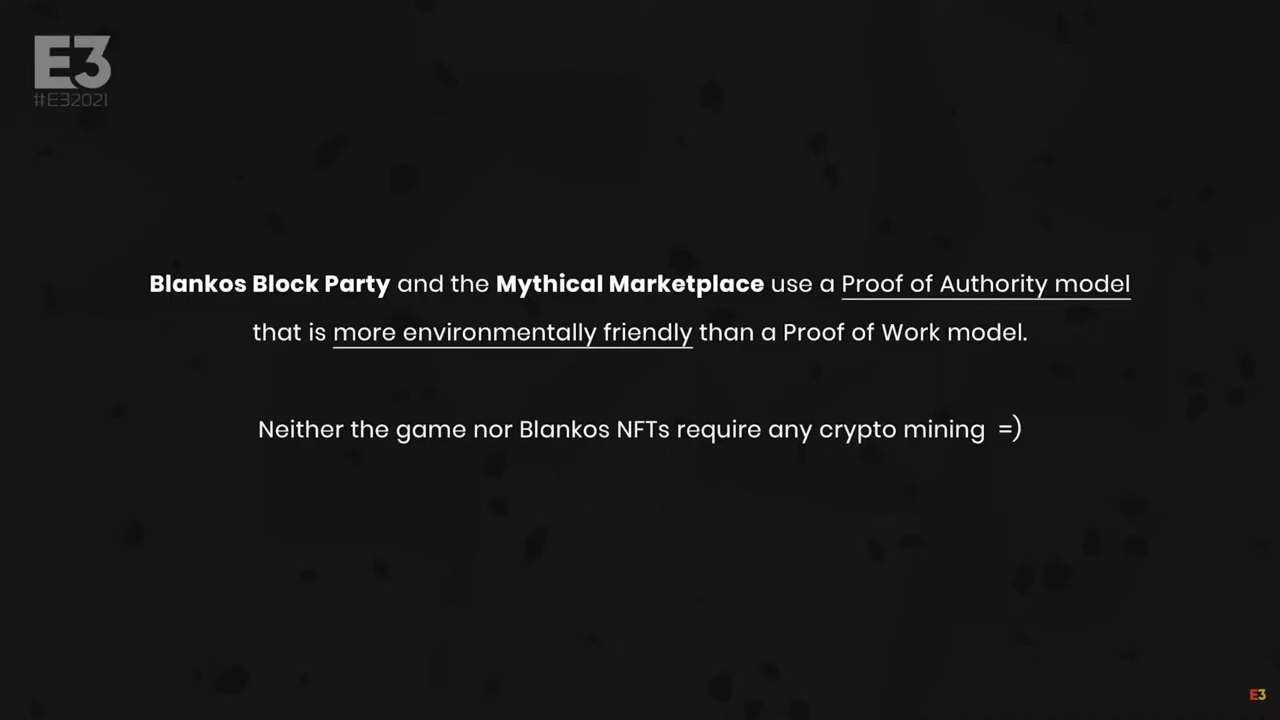 E3
#E32021
Blankos Block Party and the Mythical Marketplace use a Proof of Authority model
that is more environmentally friendly than a Proof of Work model.
Neither the game nor Blankos NFTs require any crypto mining =)
E3